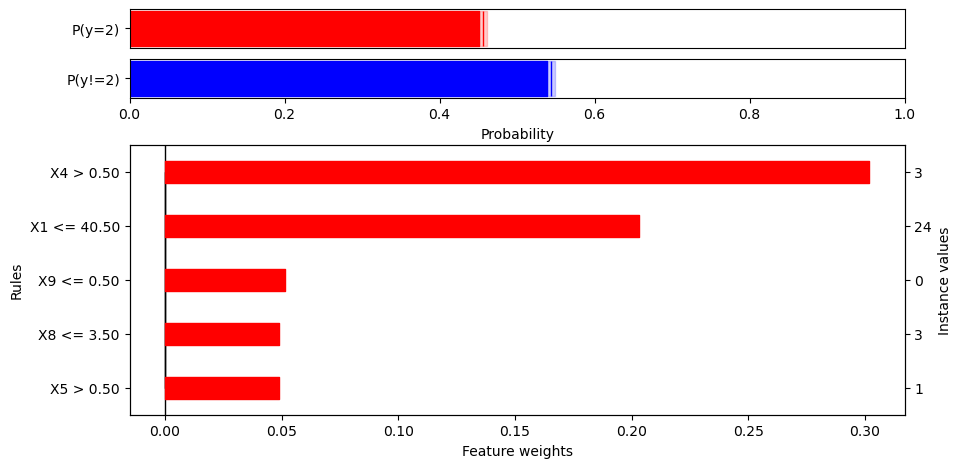 P(y=2)
P(y!=2)
0.0 0.2 0.4 0.6 0.8 1.0
Probability
X4 > 0.50 3
X1 <= 40.50 24
X9 <= 0.50 0
X8 <= 3.50 3
X5 > 0.50 1
Rules
Instance values
0.00 0.05 0.10 0.15 0.20 0.25 0.30
Feature weights